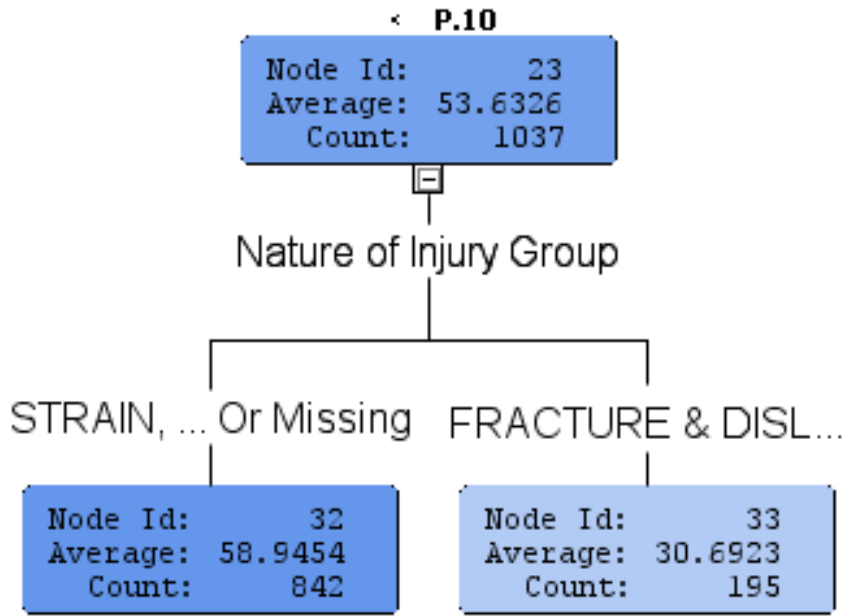 < P.10
Node Id: 23
Average: 53.6326
Count: 1037
Nature of Injury Group
STRAIN, ... Or Missing
FRACTURE & DISL...
Node Id: 32
Average: 58.9454
Count: 842
Node Id: 33
Average: 30.6923
Count: 195